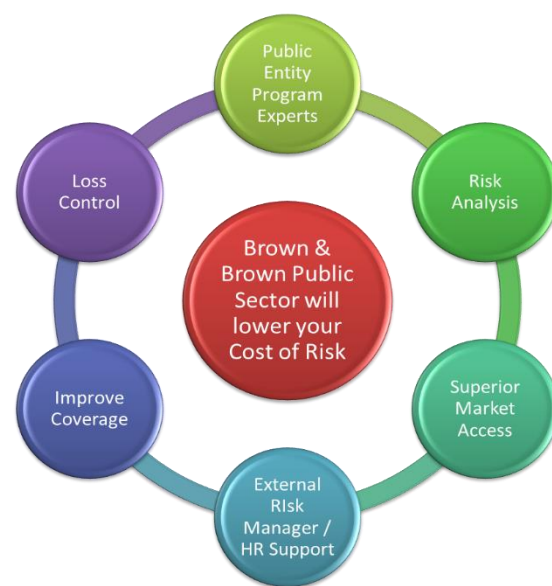 Public
Entity
Program
Experts
Risk
Analysis
Superior
Market
Access
External
RIsk
Manager /
HR Support
Improve
Coverage
Loss
Control
Brown &
Brown Public
Sector will
lower your
Cost of Risk